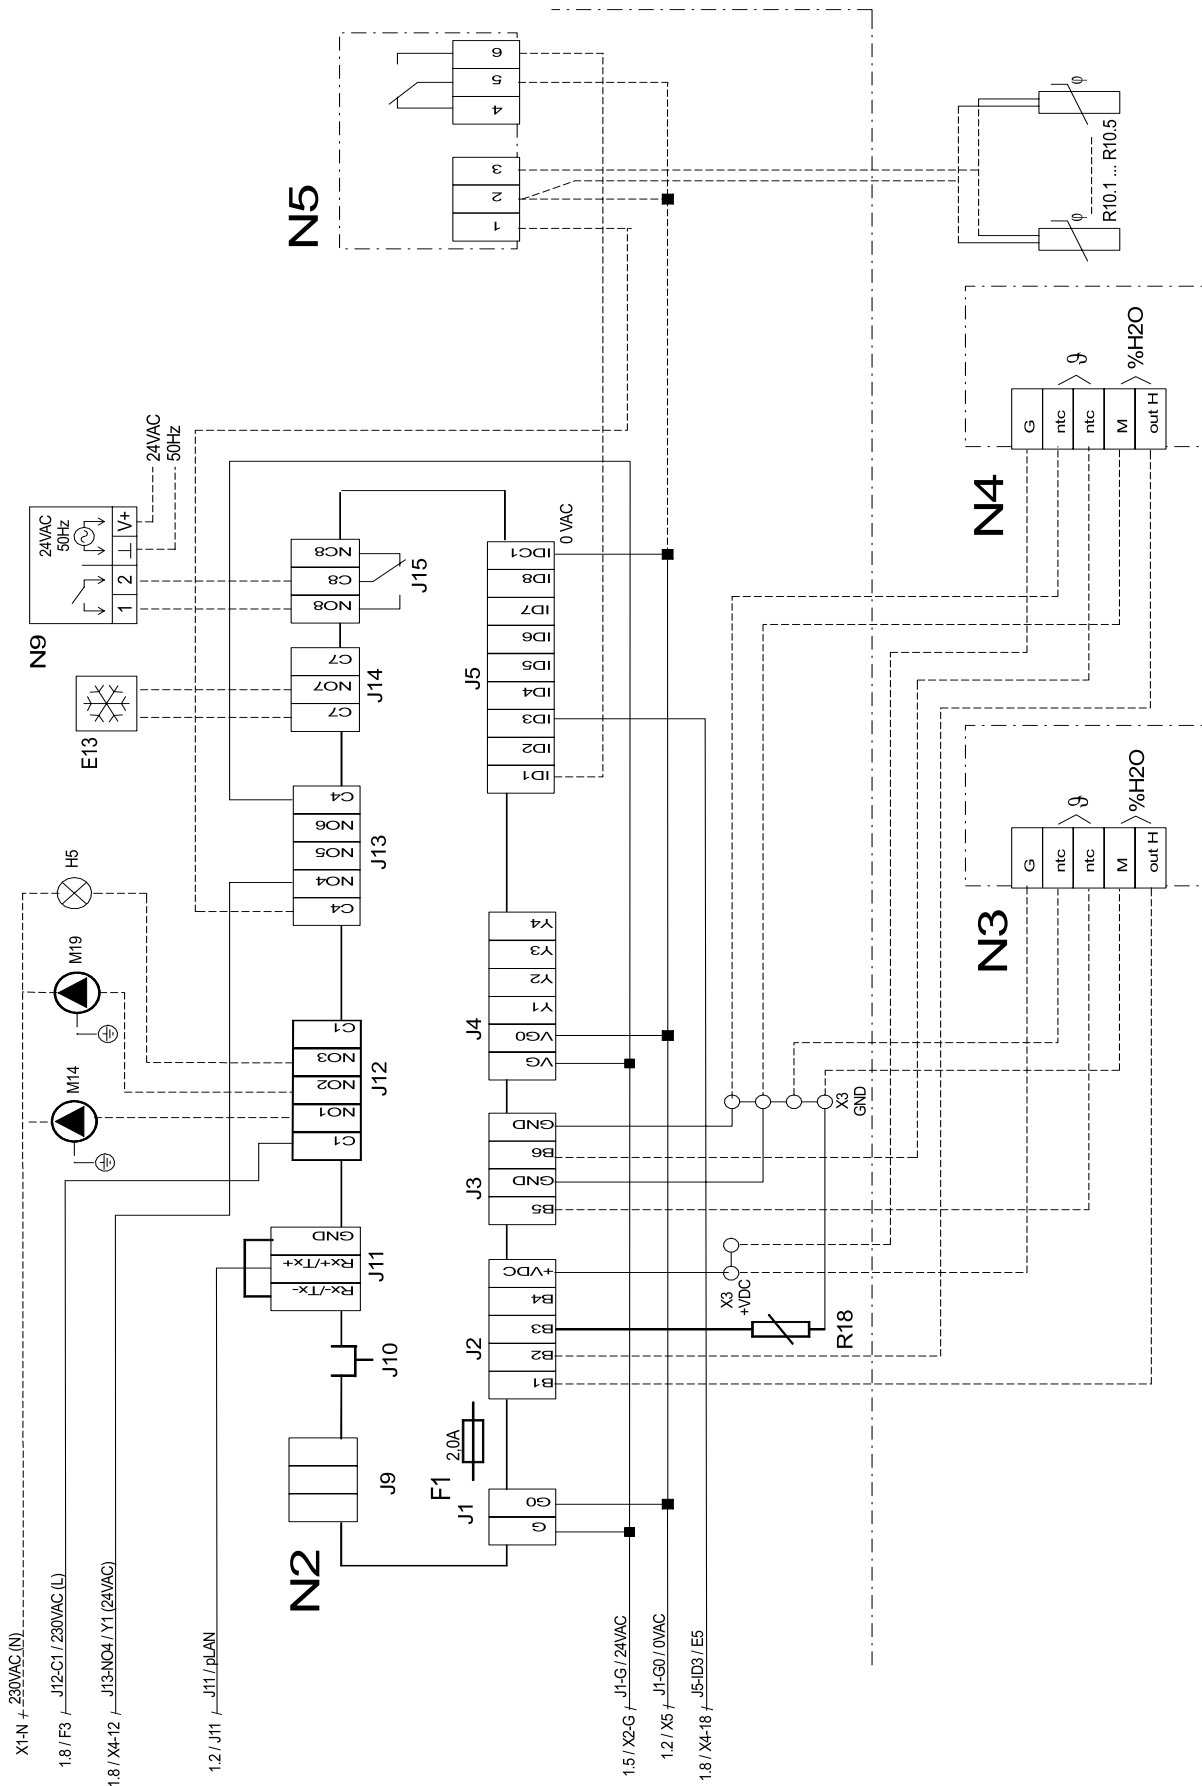 6
5
4
3
2
1
N5
φ
φ
R10.1 ... R10.5
24VAC
50Hz
24VAC
50Hz
1
2
⊥
V+
N9
E13
NC8
C8
NO8
J15
C7
NO7
C7
J14
C4
NO6
NO5
NO4
C4
J13
H5
M19
M14
C1
NO3
NO2
NO1
C1
J12
GND
Rx+/Tx+
Rx-/Tx-
J11
J10
J9
N2
0 VAC
IDC1
ID8
ID7
ID6
ID5
ID4
ID3
ID2
ID1
J5
Y4
Y3
Y2
Y1
VG0
VG
J4
GND
B6
GND
B5
J3
+VDC
B4
B3
B2
B1
J2
F1
2,0A
J1
G0
G
X3
GND
X3
+VDC
R18
N4
G
ntc
ntc
M
out H
ϑ
%H2O
N3
G
ntc
ntc
M
out H
ϑ
%H2O
X1-N / 230VAC (N)
1.8 / F3 / J12-C1 / 230VAC (L)
1.8 / X4-12 / J13-NO4 / Y1 (24VAC)
1.2 / J11 / J11 / pLAN
1.5 / X2-G / J1-G / 24VAC
1.2 / X5 / J1-G0 / 0VAC
1.8 / X4-18 / J5-ID3 / E5